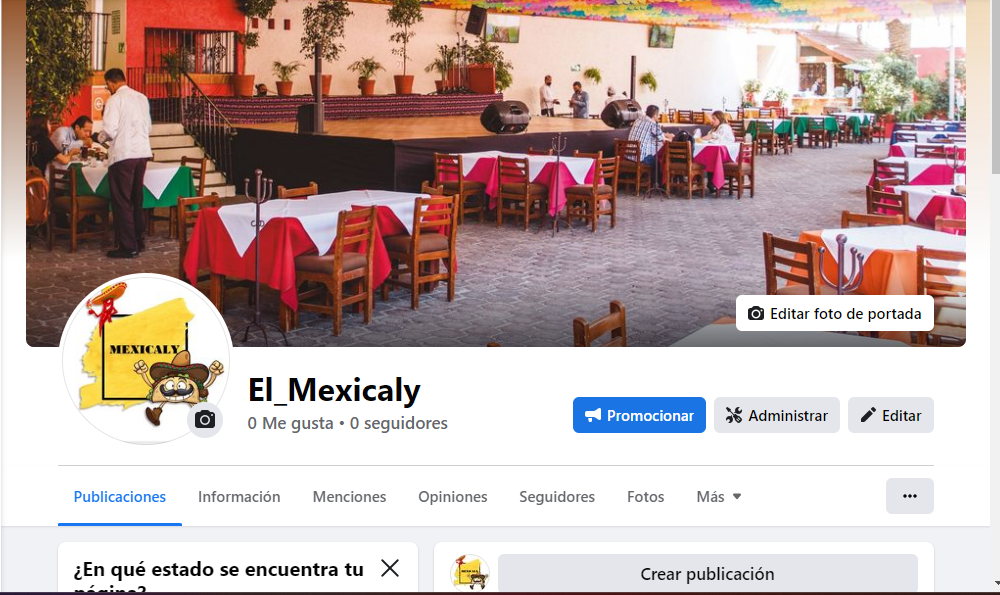 Editar foto de portada
MEXICALY
El_Mexicaly
0 Me gusta • 0 seguidores
Promocionar
Administrar
Editar
Publicaciones
Información
Menciones
Opiniones
Seguidores
Fotos
Más
¿En qué estado se encuentra tu
página?
Crear publicación